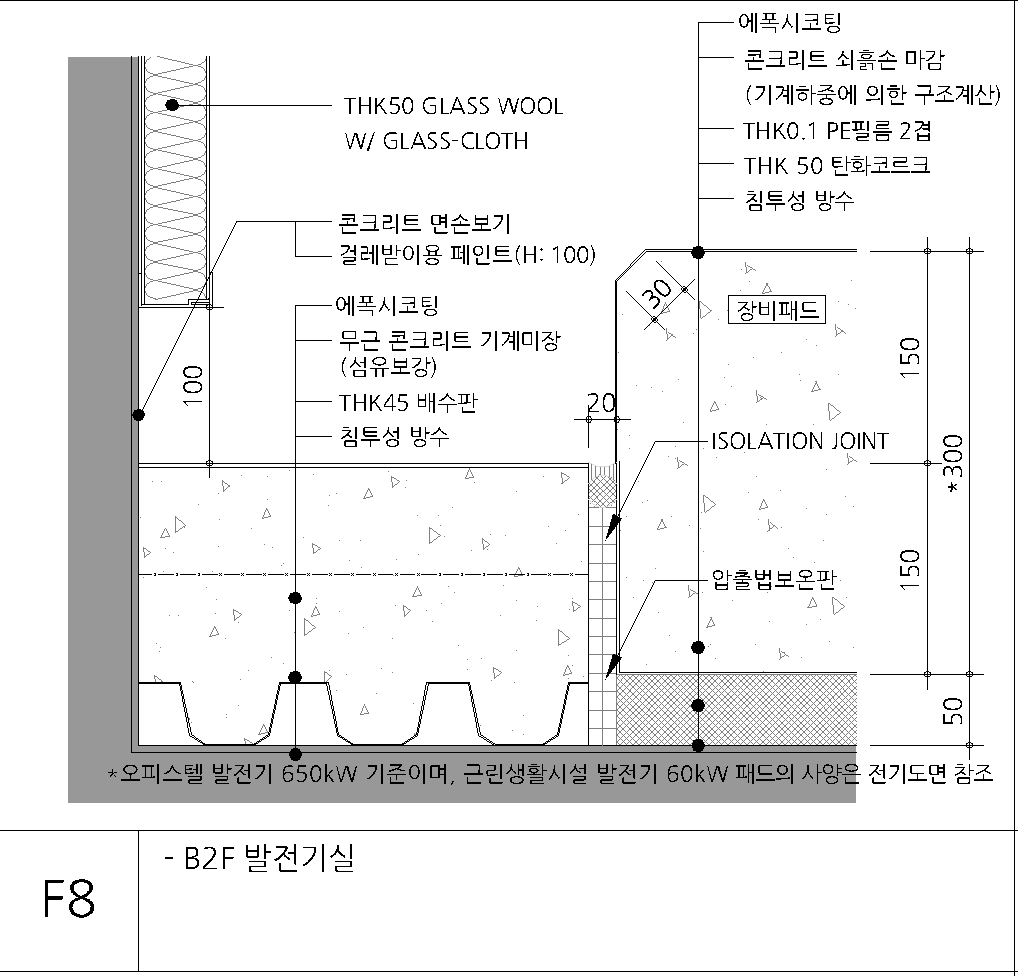 에폭시코팅
콘크리트 쇠흙손 마감
(기계하중에 의한 구조계산)
THK0.1 PE필름 2겹
THK 50 탄화코르크
침투성 방수
THK50 GLASS WOOL
W/ GLASS-CLOTH
콘크리트 면손보기
걸레받이용 페인트(H: 100)
에폭시코팅
무근 콘크리트 기계미장
(섬유보강)
THK45 배수판
침투성 방수
30
장비패드
100
20
150
*300
ISOLATION JOINT
150
압출법보온판
50
*오피스텔 발전기 650kW 기준이며, 근린생활시설 발전기 60kW 패드의 사양은 전기도면 참조
F8
- B2F 발전기실